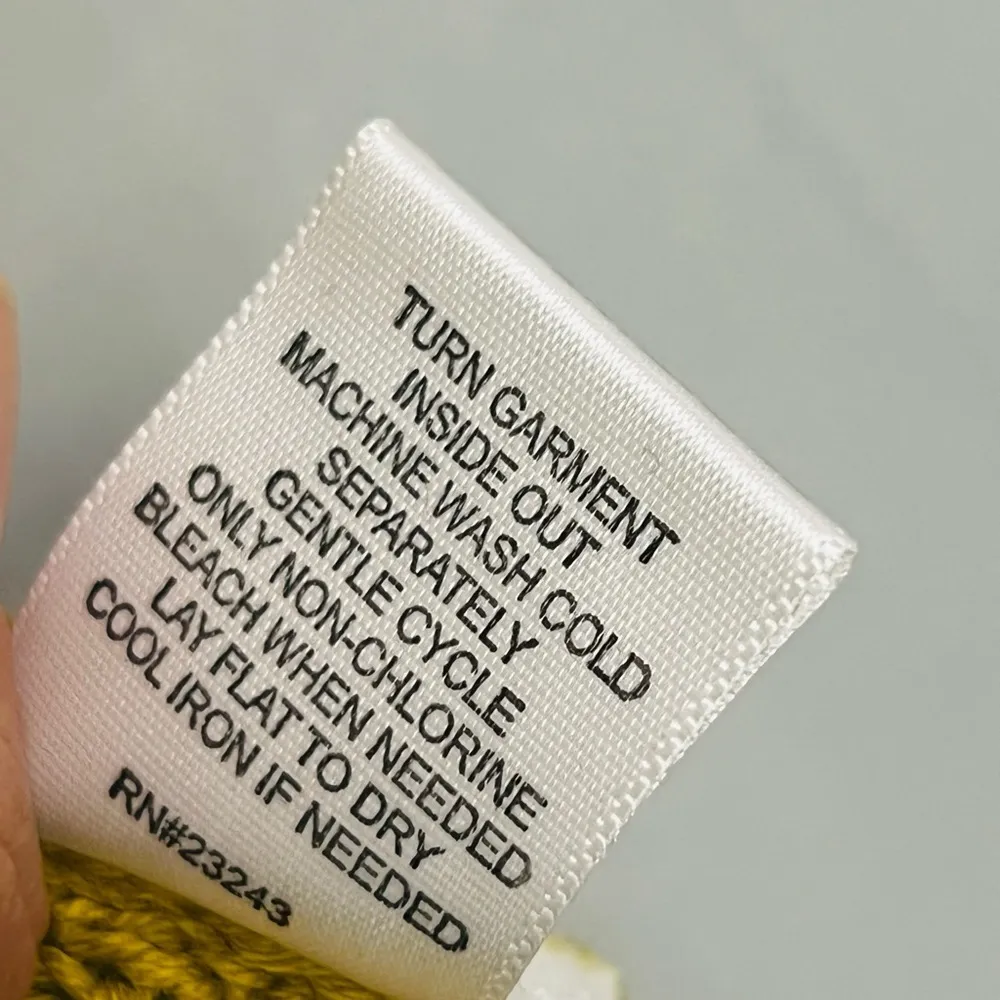 TURN GARMENT
INSIDE OUT
MACHINE WASH COLD
SEPARATELY
GENTLE CYCLE
ONLY NON-CHLORINE
BLEACH WHEN NEEDED
LAY FLAT TO DRY
COOL IRON IF NEEDED
RN#23243